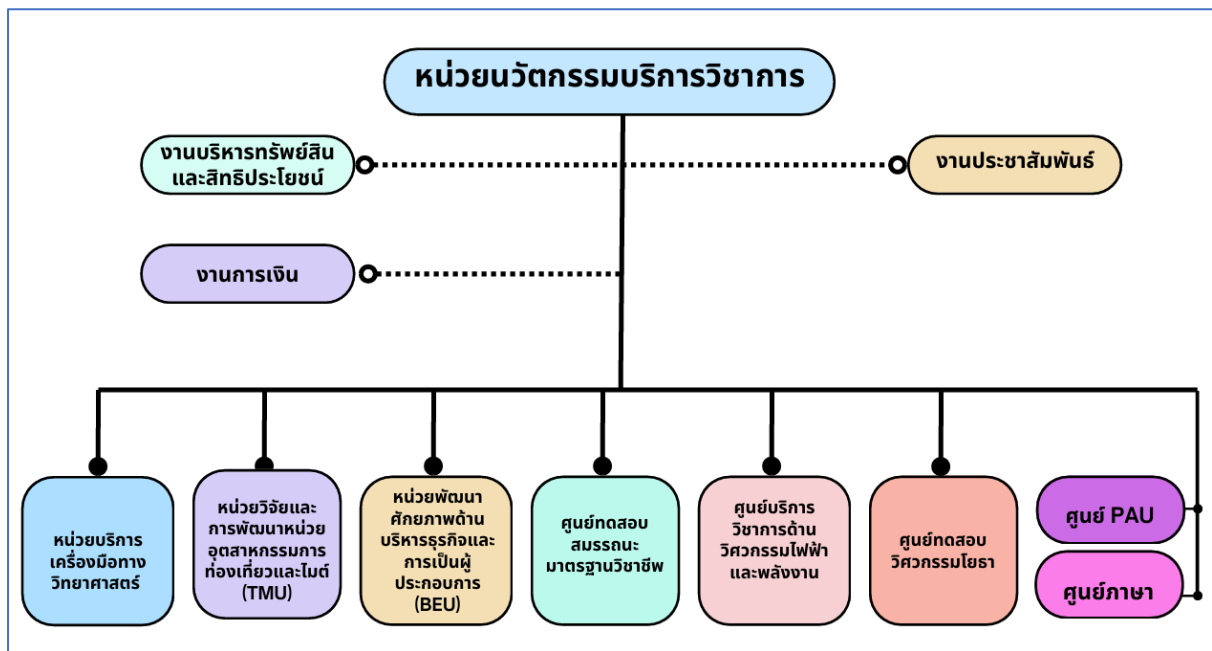 หน่วยนวัตกรรมบริการวิชาการ
งานบริหารทรัพย์สิน
และสิทธิประโยชน์
งานประชาสัมพันธ์
งานการเงิน
หน่วยบริการ
เครื่องมือทาง
วิทยาศาสตร์
หน่วยวิจัยและ
การพัฒนาหน่วย
อุตสาหกรรมการ
ท่องเที่ยวและไมต์
(TMU)
หน่วยพัฒนา
ศักยภาพด้าน
บริหารธุรกิจและ
การเป็นผู้
ประกอบการ
(BEU)
ศูนย์ทดสอบ
สมรรถนะ
มาตรฐานวิชาชีพ
ศูนย์บริการ
วิชาการด้าน
วิศวกรรมไฟฟ้า
และพลังงาน
ศูนย์ทดสอบ
วิศวกรรมโยธา
ศูนย์ PAU
ศูนย์ภาษา